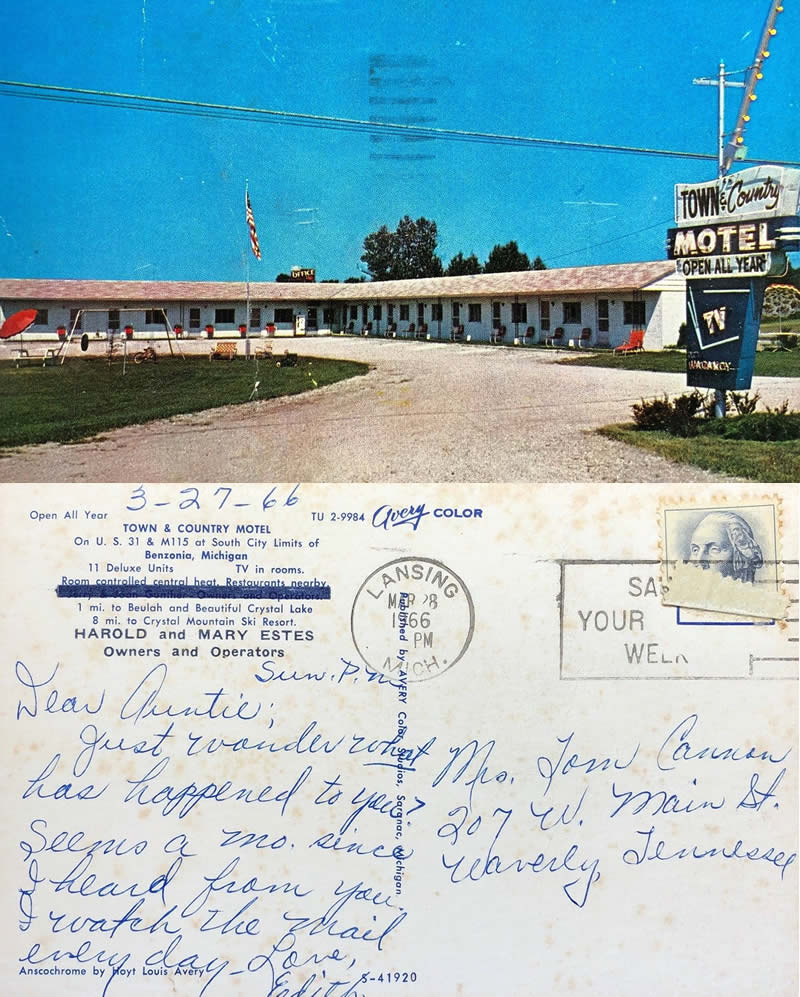 OFFICE
TOWN & Country
MOTEL
OPEN ALL YEAR
TV
VACANCY
3-27-66
Open All Year
TU 2-9984
Avery COLOR
TOWN & COUNTRY MOTEL
On U. S. 31 & M115 at South City Limits of
Benzonia, Michigan
11 Deluxe Units TV in rooms.
Room controlled central heat. Restaurants nearby
Owners and Operators
1 mi. to Beulah and Beautiful Crystal Lake
8 mi. to Crystal Mountain Ski Resort.
HAROLD and MARY ESTES
Owners and Operators
LANSING
MAR 28
1966
PM
MICH.
YOUR
Sun. P.M.
Dear Auntie;
Just wonder what
has happened to you?
Seems a mo. since
I heard from you.
I watch the mail
every day – Love,
Edith
Published by AVERY Color Studios, Saranac, Michigan
Mrs. Tom Cannon
207 W. Main St.
Waverly, Tennessee
Anscochrome by Hoyt Louis Avery
S-41920